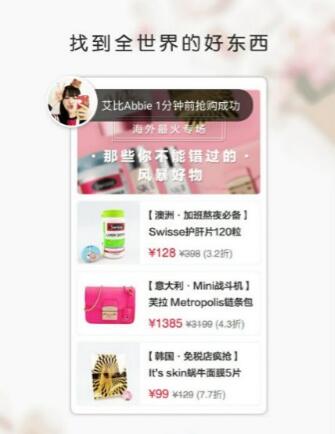 找到全世界的好东西
艾比Abbie 1分钟前抢购成功
海外最火专场
·那些你不能错过的·
风暴好物
【澳洲·加班熬夜必备】
Swisse护肝片120粒
¥128 ¥398 (3.2折)
【意大利·Mini战斗机】
芙拉 Metropolis链条包
¥1385 ¥3199 (4.3折)
【韩国·免税店疯抢】
It's skin蜗牛面膜5片
¥99 ¥129 (7.7折)